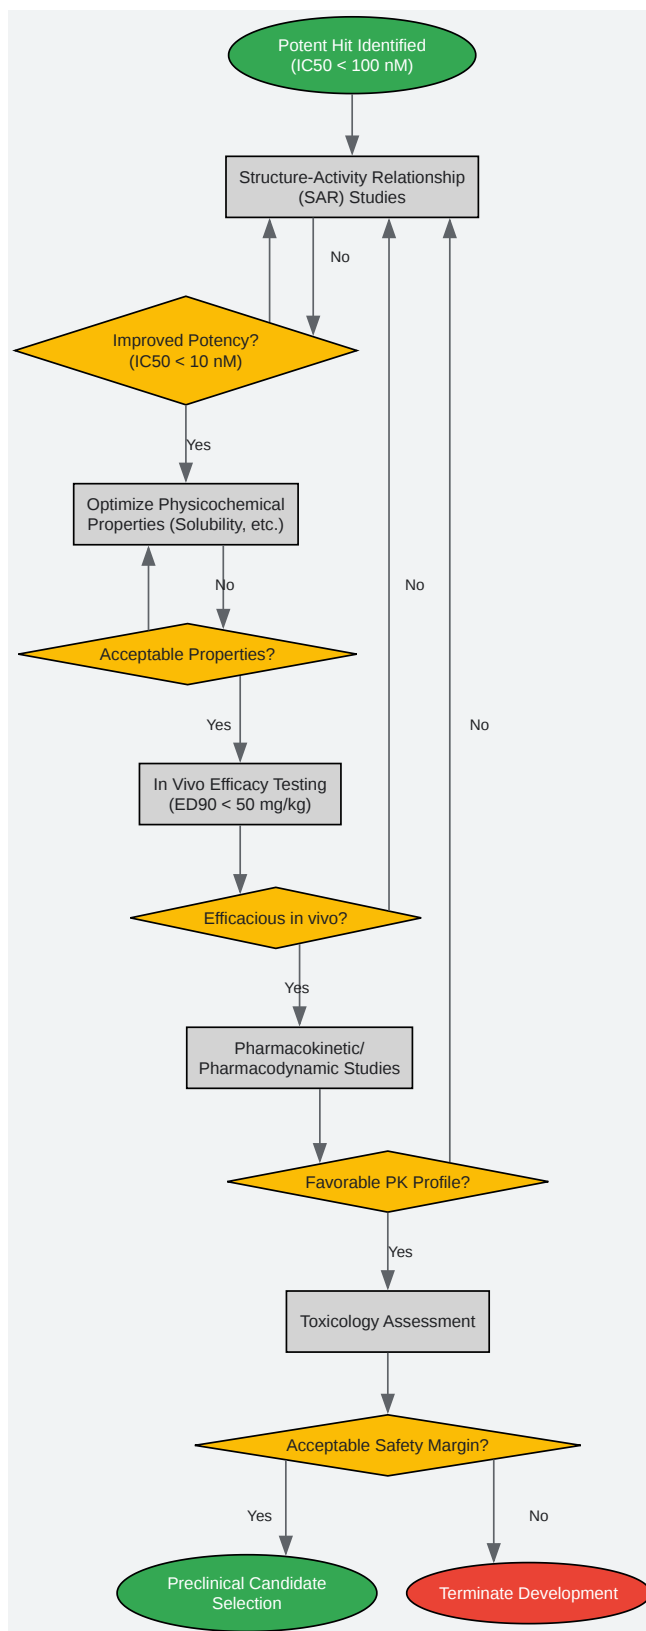 Potent Hit Identified
(IC50 < 100 nM)
Structure-Activity Relationship
(SAR) Studies
No
Improved Potency?
(IC50 < 10 nM)
Yes
Optimize Physicochemical
Properties (Solubility, etc.)
No
No
Acceptable Properties?
Yes
No
In Vivo Efficacy Testing
(ED90 < 50 mg/kg)
Efficacious in vivo?
Yes
Pharmacokinetic/
Pharmacodynamic Studies
Favorable PK Profile?
Yes
Toxicology Assessment
Acceptable Safety Margin?
Yes
No
Preclinical Candidate
Selection
Terminate Development